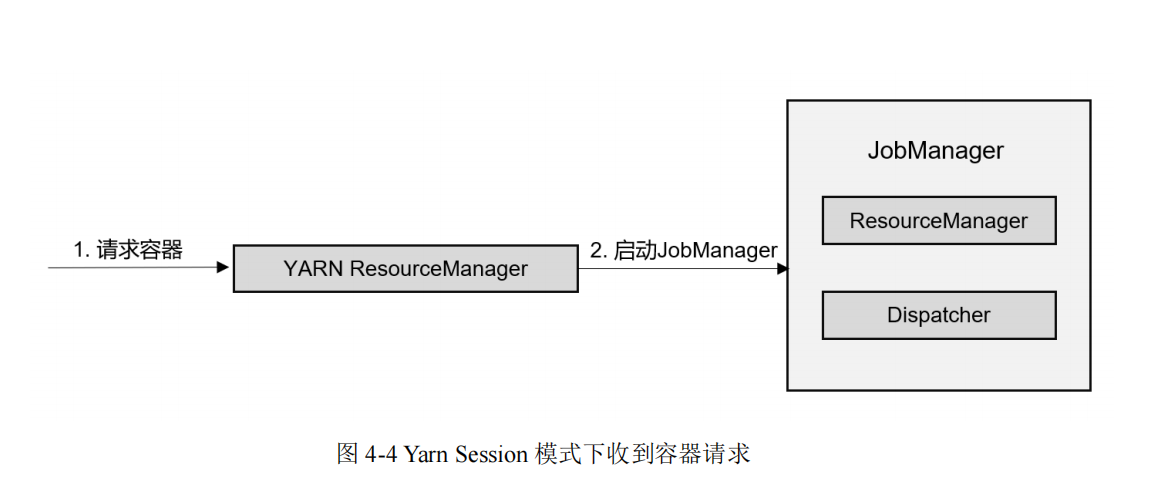 JobManager
ResourceManager
1. 请求容器
2. 启动JobManager
YARN ResourceManager
Dispatcher
图 4-4 Yarn Session 模式下收到容器请求